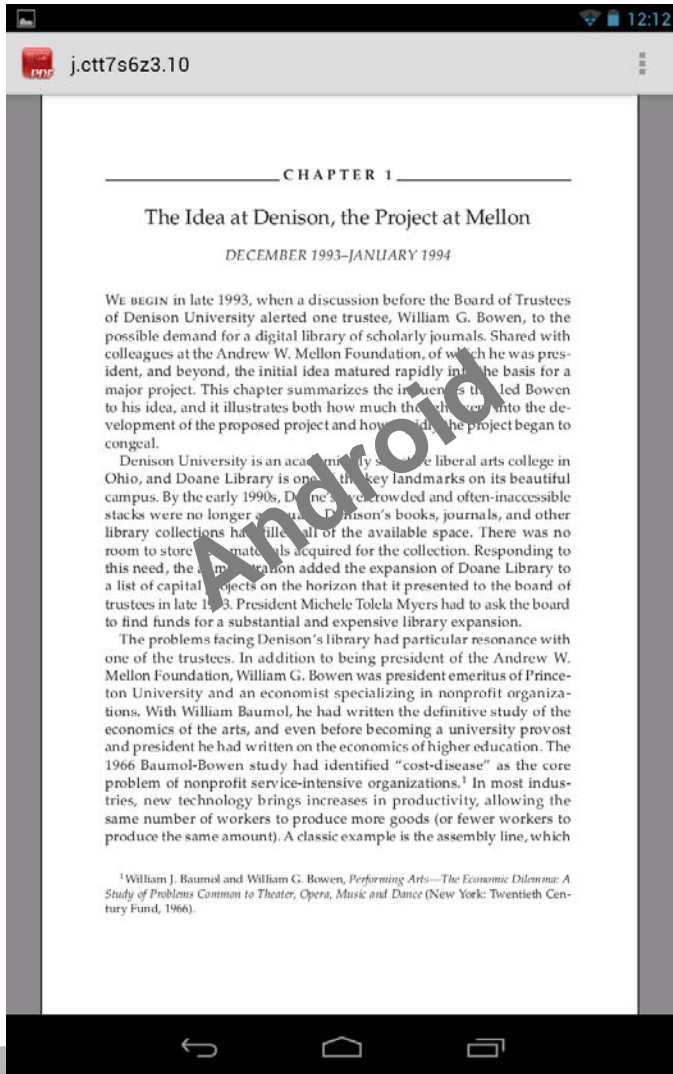 12:12
PDF
j.ctt7s6z3.10
CHAPTER 1
The Idea at Denison, the Project at Mellon
DECEMBER 1993–JANUARY 1994
WE BEGIN in late 1993, when a discussion before the Board of Trustees
of Denison University alerted one trustee, William G. Bowen, to the
possible demand for a digital library of scholarly journals. Shared with
colleagues at the Andrew W. Mellon Foundation, of which he was pres-
ident, and beyond, the initial idea matured rapidly into the basis for a
major project. This chapter summarizes the influences that led Bowen
to his idea, and it illustrates both how much thought went into the de-
velopment of the proposed project and how rapidly the project began to
congeal.
Denison University is an academically selective liberal arts college in
Ohio, and Doane Library is one of the key landmarks on its beautiful
campus. By the early 1990s, Doane's overcrowded and often-inaccessible
stacks were no longer adequate. Denison's books, journals, and other
library collections had filled all of the available space. There was no
room to store materials acquired for the collection. Responding to
this need, the administration added the expansion of Doane Library to
a list of capital projects on the horizon that it presented to the board of
trustees in late 1993. President Michele Tolela Myers had to ask the board
to find funds for a substantial and expensive library expansion.
The problems facing Denison's library had particular resonance with
one of the trustees. In addition to being president of the Andrew W.
Mellon Foundation, William G. Bowen was president emeritus of Prince-
ton University and an economist specializing in nonprofit organiza-
tions. With William Baumol, he had written the definitive study of the
economics of the arts, and even before becoming a university provost
and president he had written on the economics of higher education. The
1966 Baumol-Bowen study had identified “cost-disease” as the core
problem of nonprofit service-intensive organizations.1 In most indus-
tries, new technology brings increases in productivity, allowing the
same number of workers to produce more goods (or fewer workers to
produce the same amount). A classic example is the assembly line, which
1 William J. Baumol and William G. Bowen, Performing Arts—The Economic Dilemma: A
Study of Problems Common to Theater, Opera, Music and Dance (New York: Twentieth Cen-
tury Fund, 1966).
Android